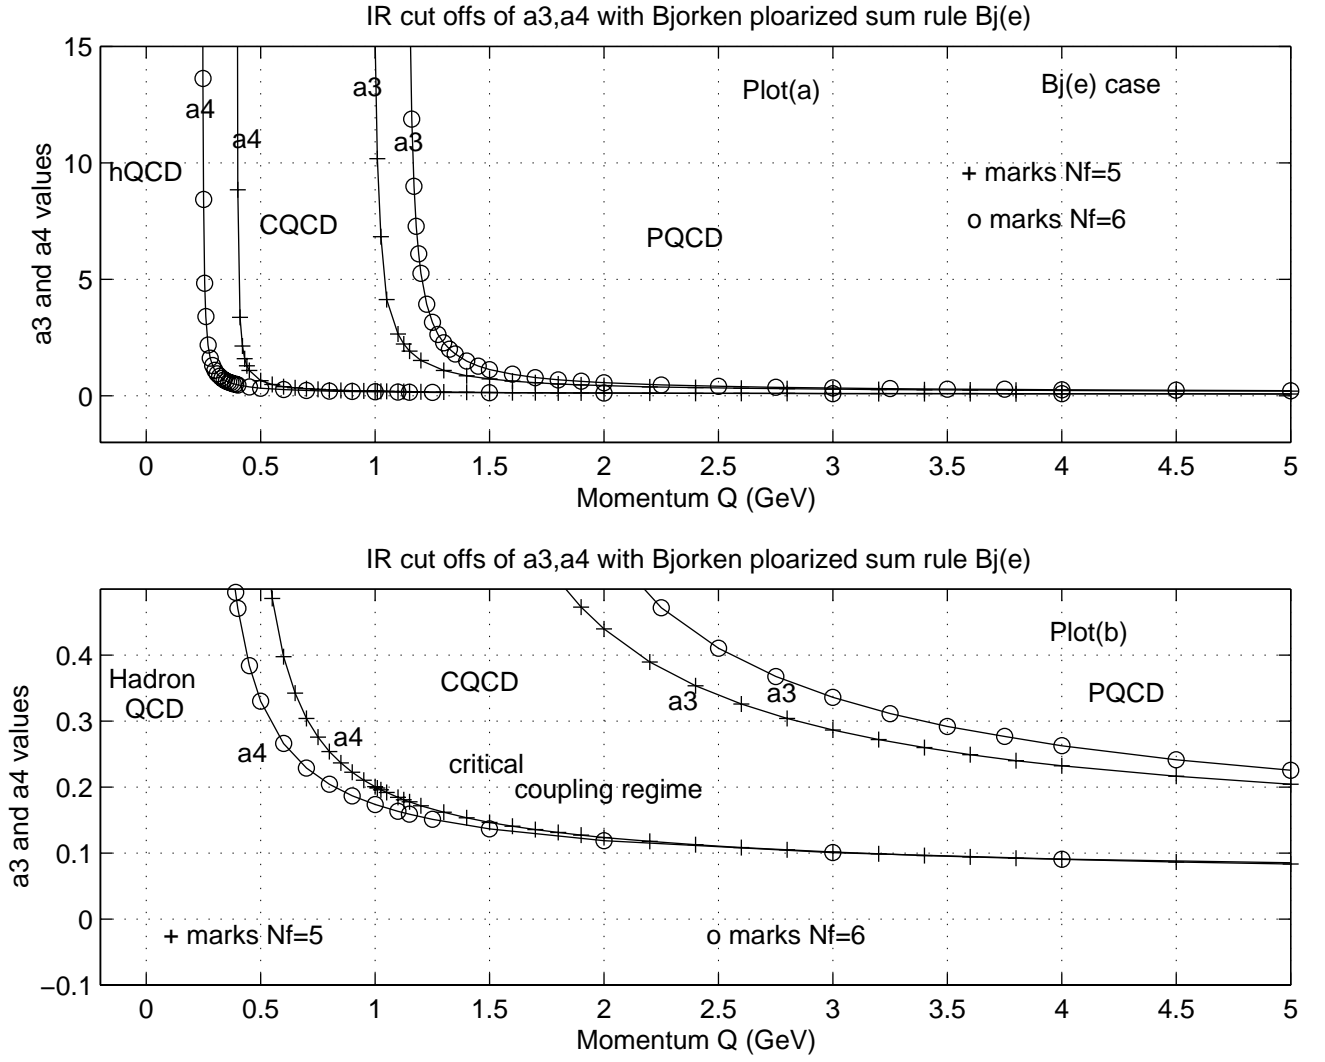 IR cut offs of a3,a4 with Bjorken ploarized sum rule Bj(e)
15
10
5
0
a3 and a4 values
a4
a4
a3
a3
Plot(a)
Bj(e) case
hQCD
CQCD
PQCD
+ marks Nf=5
o marks Nf=6
0 0.5 1 1.5 2 2.5 3 3.5 4 4.5 5
Momentum Q (GeV)
IR cut offs of a3,a4 with Bjorken ploarized sum rule Bj(e)
0.4
0.3
0.2
0.1
0
−0.1
a3 and a4 values
Plot(b)
Hadron
QCD
CQCD
PQCD
a3
a3
a4
a4
critical
coupling regime
+ marks Nf=5
o marks Nf=6
0 0.5 1 1.5 2 2.5 3 3.5 4 4.5 5
Momentum Q (GeV)